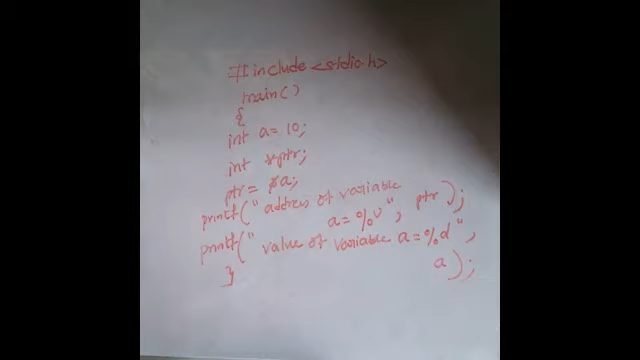 #include <stdio.h>
main()
{
int a=10;
int *ptr;
ptr= &a;
printf(" address of variable
a=%u", ptr);
printf(" value of variable a=%d",
a);
}